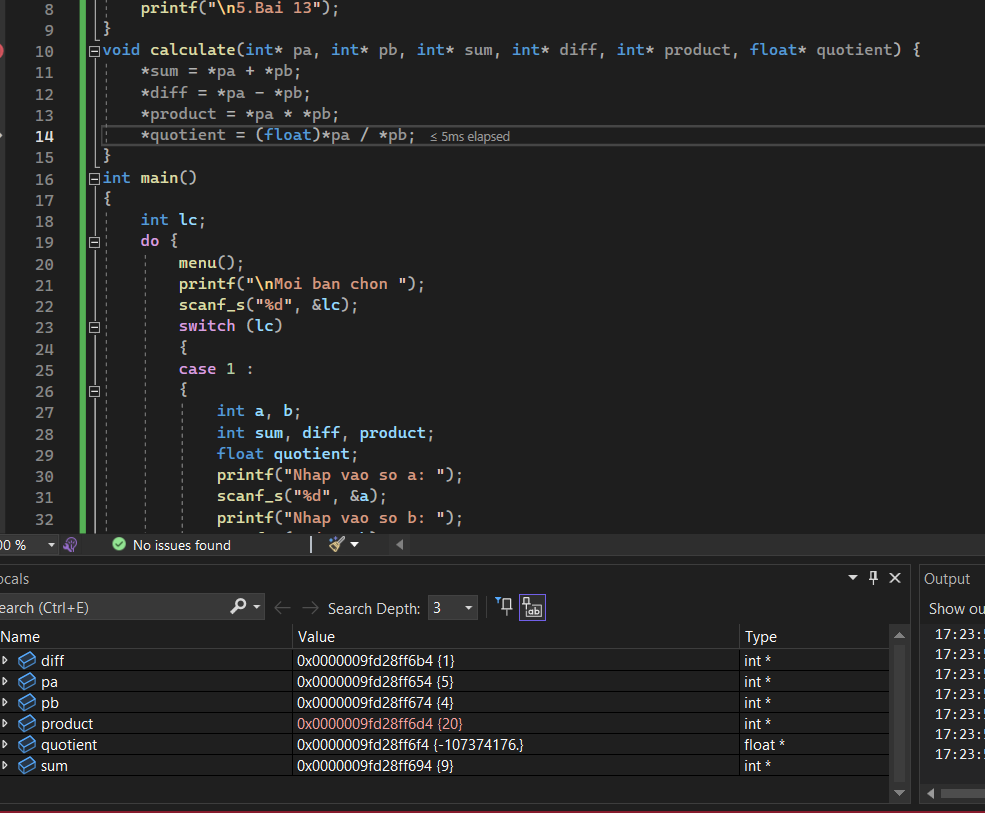 8 printf("\n5.Bai 13");
9 }
10 void calculate(int* pa, int* pb, int* sum, int* diff, int* product, float* quotient) {
11 *sum = *pa + *pb;
12 *diff = *pa - *pb;
13 *product = *pa * *pb;
14 *quotient = (float)*pa / *pb; ≤ 5ms elapsed
15 }
16 int main()
17 {
18 int lc;
19 do {
20 menu();
21 printf("\nMoi ban chon ");
22 scanf_s("%d", &lc);
23 switch (lc)
24 {
25 case 1 :
26 {
27 int a, b;
28 int sum, diff, product;
29 float quotient;
30 printf("Nhap vao so a: ");
31 scanf_s("%d", &a);
32 printf("Nhap vao so b: ");
00 % No issues found
ocals
earch (Ctrl+E) Search Depth: 3
Name Value Type
diff 0x0000009fd28ff6b4 {1} int *
pa 0x0000009fd28ff654 {5} int *
pb 0x0000009fd28ff674 {4} int *
product 0x0000009fd28ff6d4 {20} int *
quotient 0x0000009fd28ff6f4 {-107374176.} float *
sum 0x0000009fd28ff694 {9} int *
Output
Show ou
17:23:5
17:23:5
17:23:5
17:23:5
17:23:5
17:23:5
17:23:5